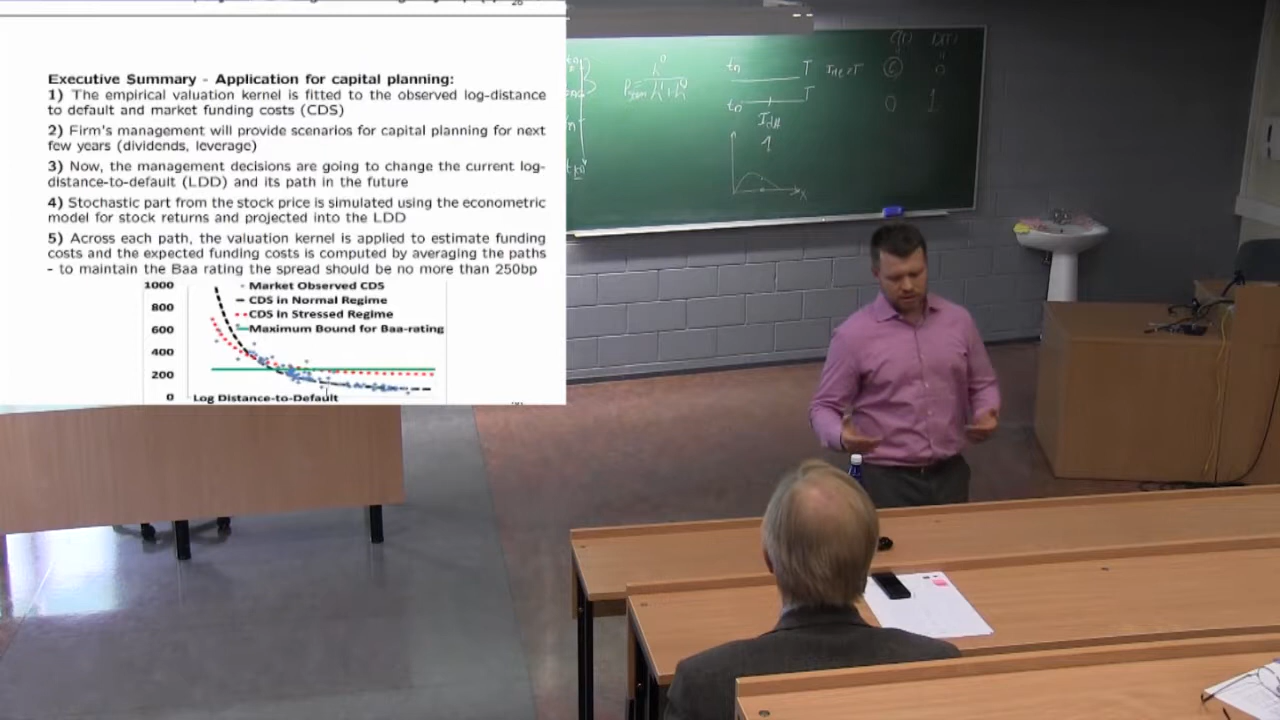 Executive Summary - Application for capital planning:
1) The empirical valuation kernel is fitted to the observed log-distance
to default and market funding costs (CDS)
2) Firm's management will provide scenarios for capital planning for next
few years (dividends, leverage)
3) Now, the management decisions are going to change the current log-
distance-to-default (LDD) and its path in the future
4) Stochastic part from the stock price is simulated using the econometric
model for stock returns and projected into the LDD
5) Across each path, the valuation kernel is applied to estimate funding
costs and the expected funding costs is computed by averaging the paths
- to maintain the Baa rating the spread should be no more than 250bp
1000
Market Observed CDS
CDS in Normal Regime
800
CDS in Stressed Regime
600
Maximum Bound for Baa-rating
400
200
0
Log Distance-to-Default
tn T
tn T
0 1
X